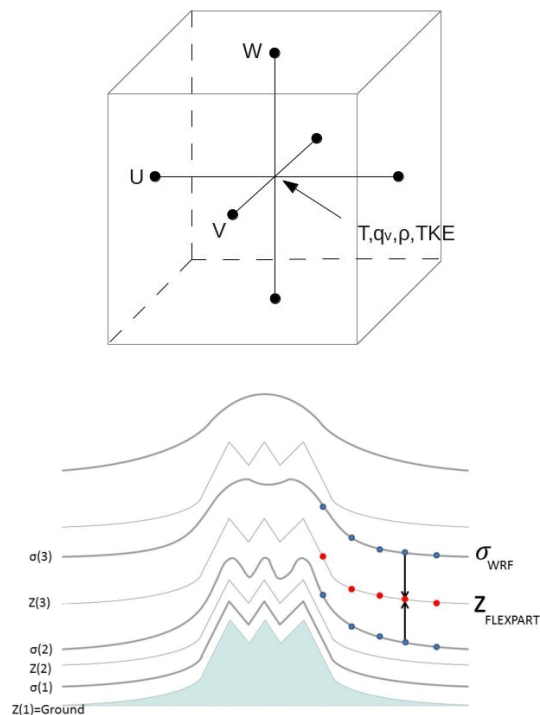 W
U
V
T,qv,ρ,TKE
σ(3)
σWRF
Z(3)
ZFLEXPART
σ(2)
Z(2)
σ(1)
Z(1)=Ground